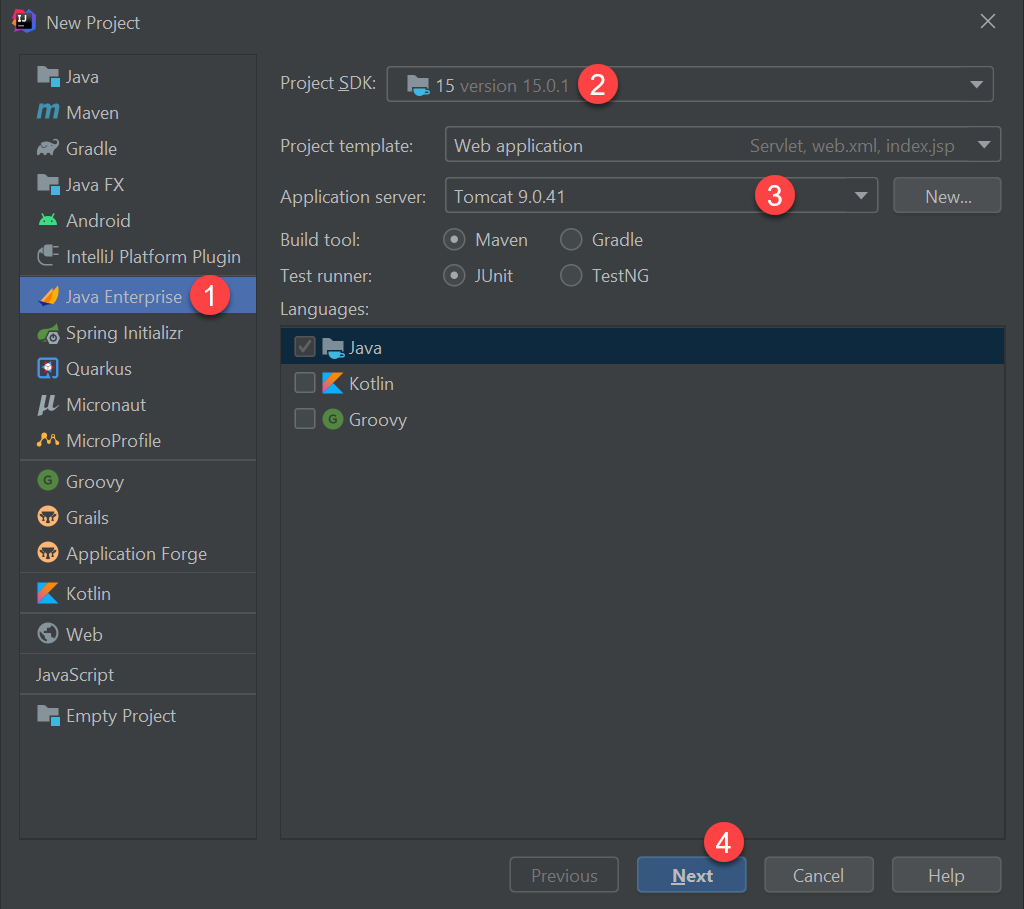 New Project
Java
Maven
Gradle
Java FX
Android
IntelliJ Platform Plugin
Java Enterprise 1
Spring Initializr
Quarkus
Micronaut
MicroProfile
Groovy
Grails
Application Forge
Kotlin
Web
JavaScript
Empty Project
Project SDK: 15 version 15.0.1 2
Project template: Web application Servlet, web.xml, index.jsp
Application server: Tomcat 9.0.41 3 New...
Build tool: Maven Gradle
Test runner: JUnit TestNG
Languages:
Java
Kotlin
G Groovy
4
Previous Next Cancel Help